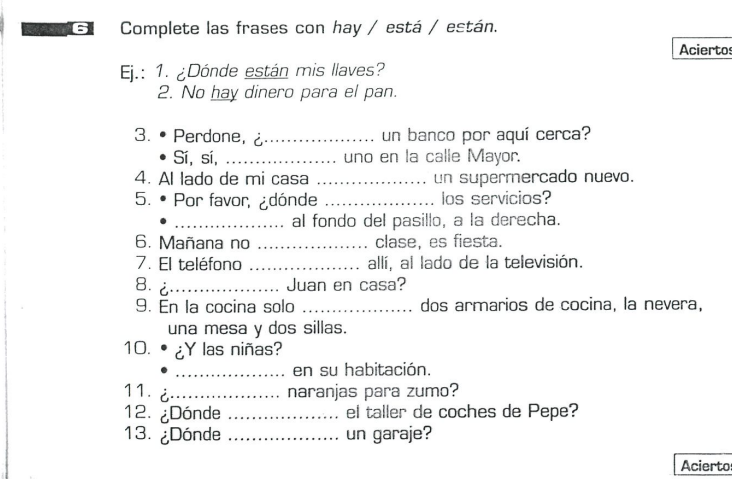 6 Complete las frases con hay / está / están.
Aciertos
Ej.: 1. ¿Dónde están mis llaves?
2. No hay dinero para el pan.
3. • Perdone, ¿................... un banco por aquí cerca?
• Sí, sí, ................... uno en la calle Mayor.
4. Al lado de mi casa ................... un supermercado nuevo.
5. • Por favor, ¿dónde ................... los servicios?
• ................... al fondo del pasillo, a la derecha.
6. Mañana no ................... clase, es fiesta.
7. El teléfono ................... allí, al lado de la televisión.
8. ¿................... Juan en casa?
9. En la cocina solo ................... dos armarios de cocina, la nevera,
una mesa y dos sillas.
10. • ¿Y las niñas?
• ................... en su habitación.
11. ¿................... naranjas para zumo?
12. ¿Dónde ................... el taller de coches de Pepe?
13. ¿Dónde ................... un garaje?
Aciertos